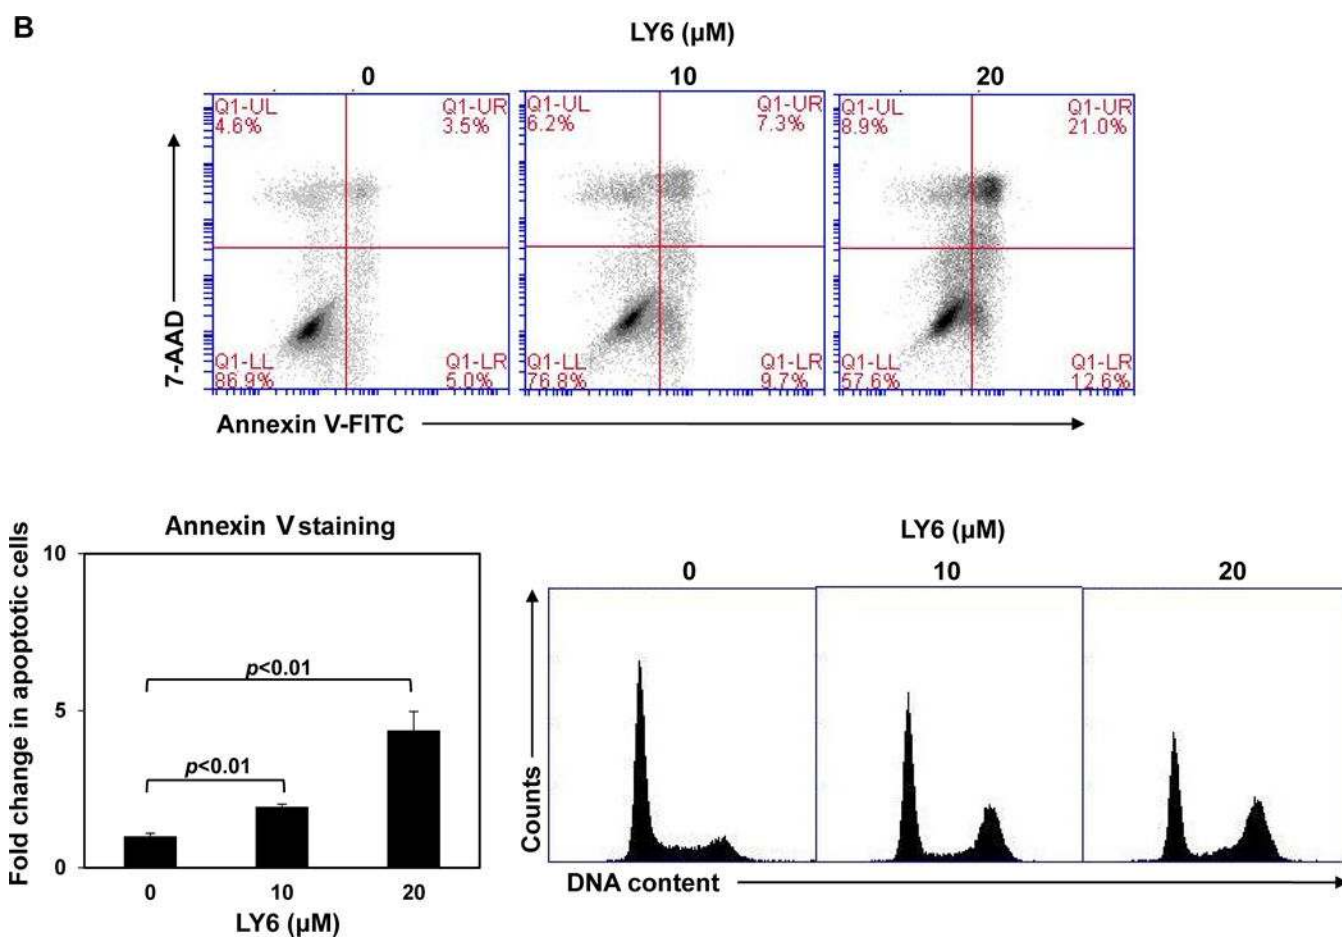 B
LY6 (μM)
0 10 20
Q1-UL Q1-UR Q1-UL Q1-UR Q1-UL Q1-UR
4.6% 3.5% 6.2% 7.3% 8.9% 21.0%
7-AAD
Q1-LL Q1-LR Q1-LL Q1-LR Q1-LL Q1-LR
86.9% 5.0% 76.8% 9.7% 57.6% 12.6%
Annexin V-FITC
Annexin V staining
Fold change in apoptotic cells
10
p<0.01
5
p<0.01
0
0 10 20
LY6 (μM)
LY6 (μM)
0 10 20
Counts
DNA content